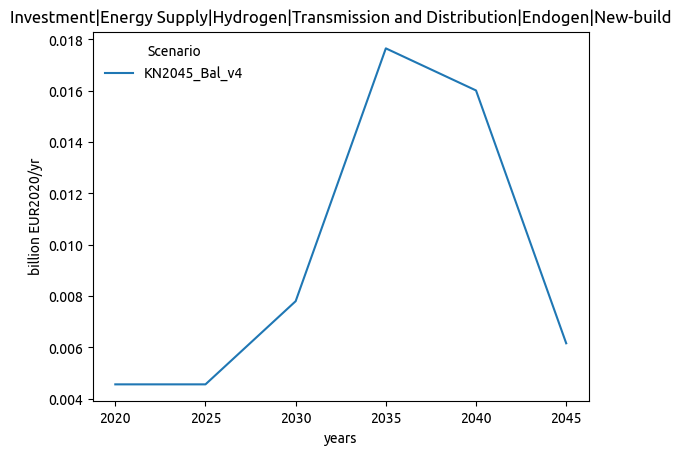 Investment|Energy Supply|Hydrogen|Transmission and Distribution|Endogen|New-build
Scenario
KN2045_Bal_v4
billion EUR2020/yr
0.018
0.016
0.014
0.012
0.010
0.008
0.006
0.004
2020 2025 2030 2035 2040 2045
years